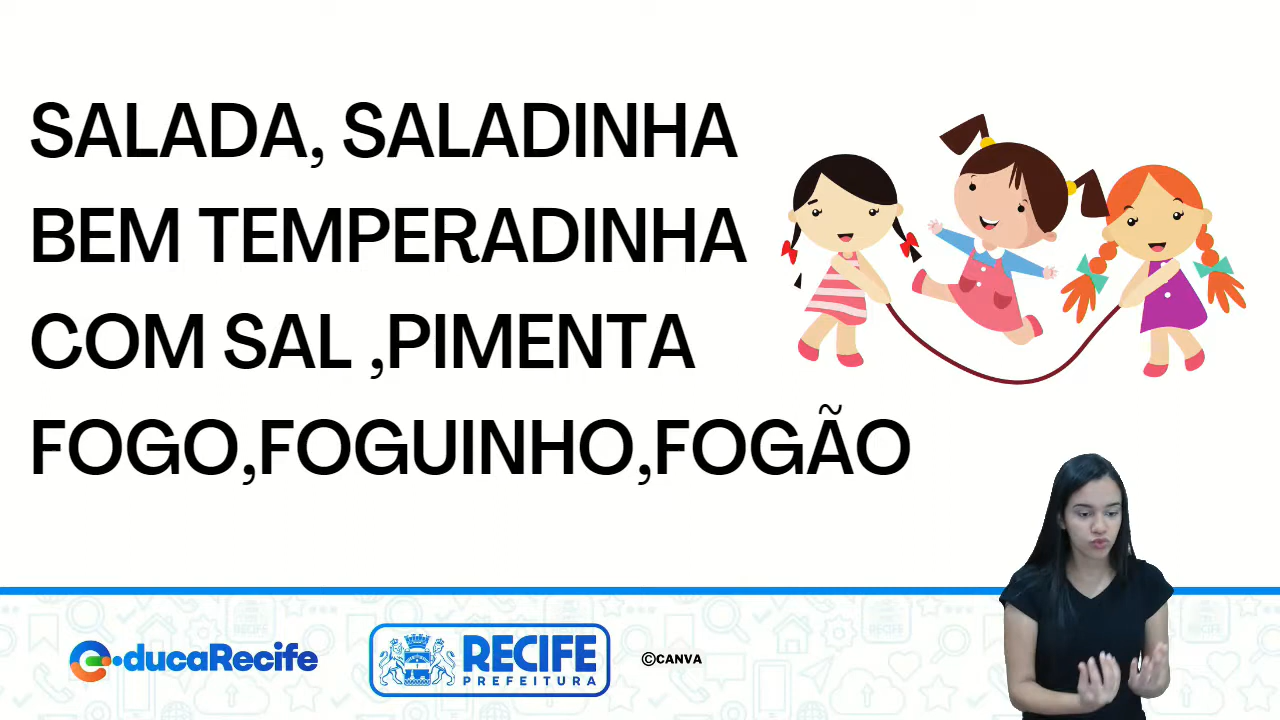 SALADA, SALADINHA
BEM TEMPERADINHA
COM SAL ,PIMENTA
FOGO,FOGUINHO,FOGÃO
EducaRecife
RECIFE
PREFEITURA
©CANVA